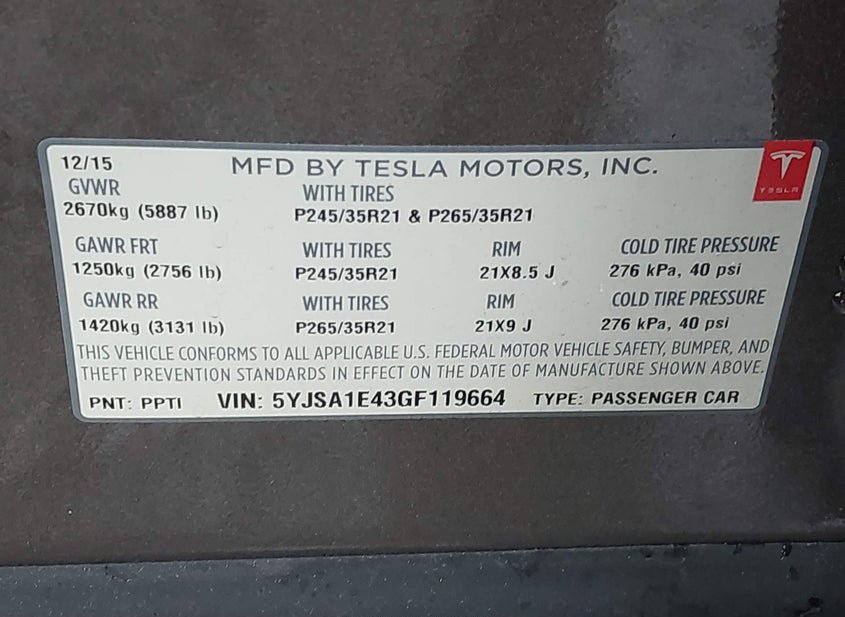 12/15 MFD BY TESLA MOTORS, INC.
TESLA
GVWR WITH TIRES
2670kg (5887 lb) P245/35R21 & P265/35R21
GAWR FRT WITH TIRES RIM COLD TIRE PRESSURE
1250kg (2756 lb) P245/35R21 21X8.5 J 276 kPa, 40 psi
GAWR RR WITH TIRES RIM COLD TIRE PRESSURE
1420kg (3131 lb) P265/35R21 21X9 J 276 kPa, 40 psi
THIS VEHICLE CONFORMS TO ALL APPLICABLE U.S. FEDERAL MOTOR VEHICLE SAFETY, BUMPER, AND
THEFT PREVENTION STANDARDS IN EFFECT ON THE DATE OF MANUFACTURE SHOWN ABOVE.
PNT: PPTI VIN: 5YJSA1E43GF119664 TYPE: PASSENGER CAR